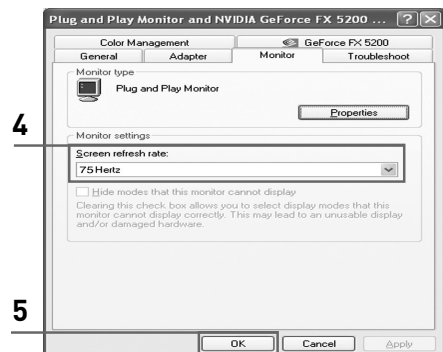 Plug and Play Monitor and NVIDIA GeForce FX 5200 ...
Color Management
GeForce FX 5200
General
Adapter
Monitor
Troubleshoot
Monitor type
Plug and Play Monitor
Properties
4
Monitor settings
Screen refresh rate:
75 Hertz
Hide modes that this monitor cannot display
Clearing this check box allows you to select display modes that this
monitor cannot display correctly. This may lead to an unusable display
and/or damaged hardware.
5
OK
Cancel
Apply